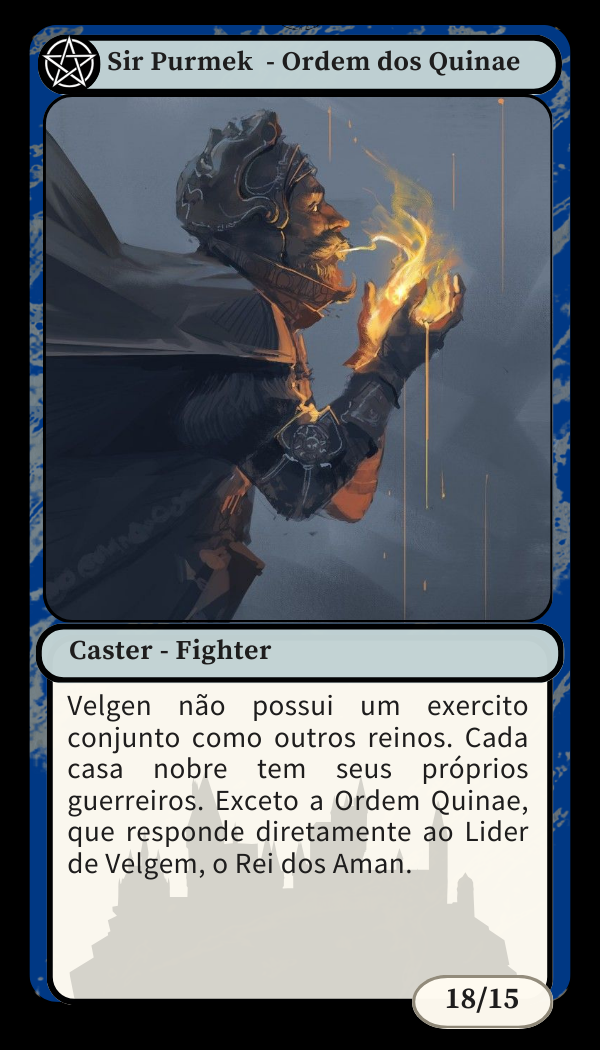 Sir Purmek - Ordem dos Quinae
Caster - Fighter
Velgen não possui um exercito
conjunto como outros reinos. Cada
casa nobre tem seus próprios
guerreiros. Exceto a Ordem Quinae,
que responde diretamente ao Lider
de Velgem, o Rei dos Aman.
18/15